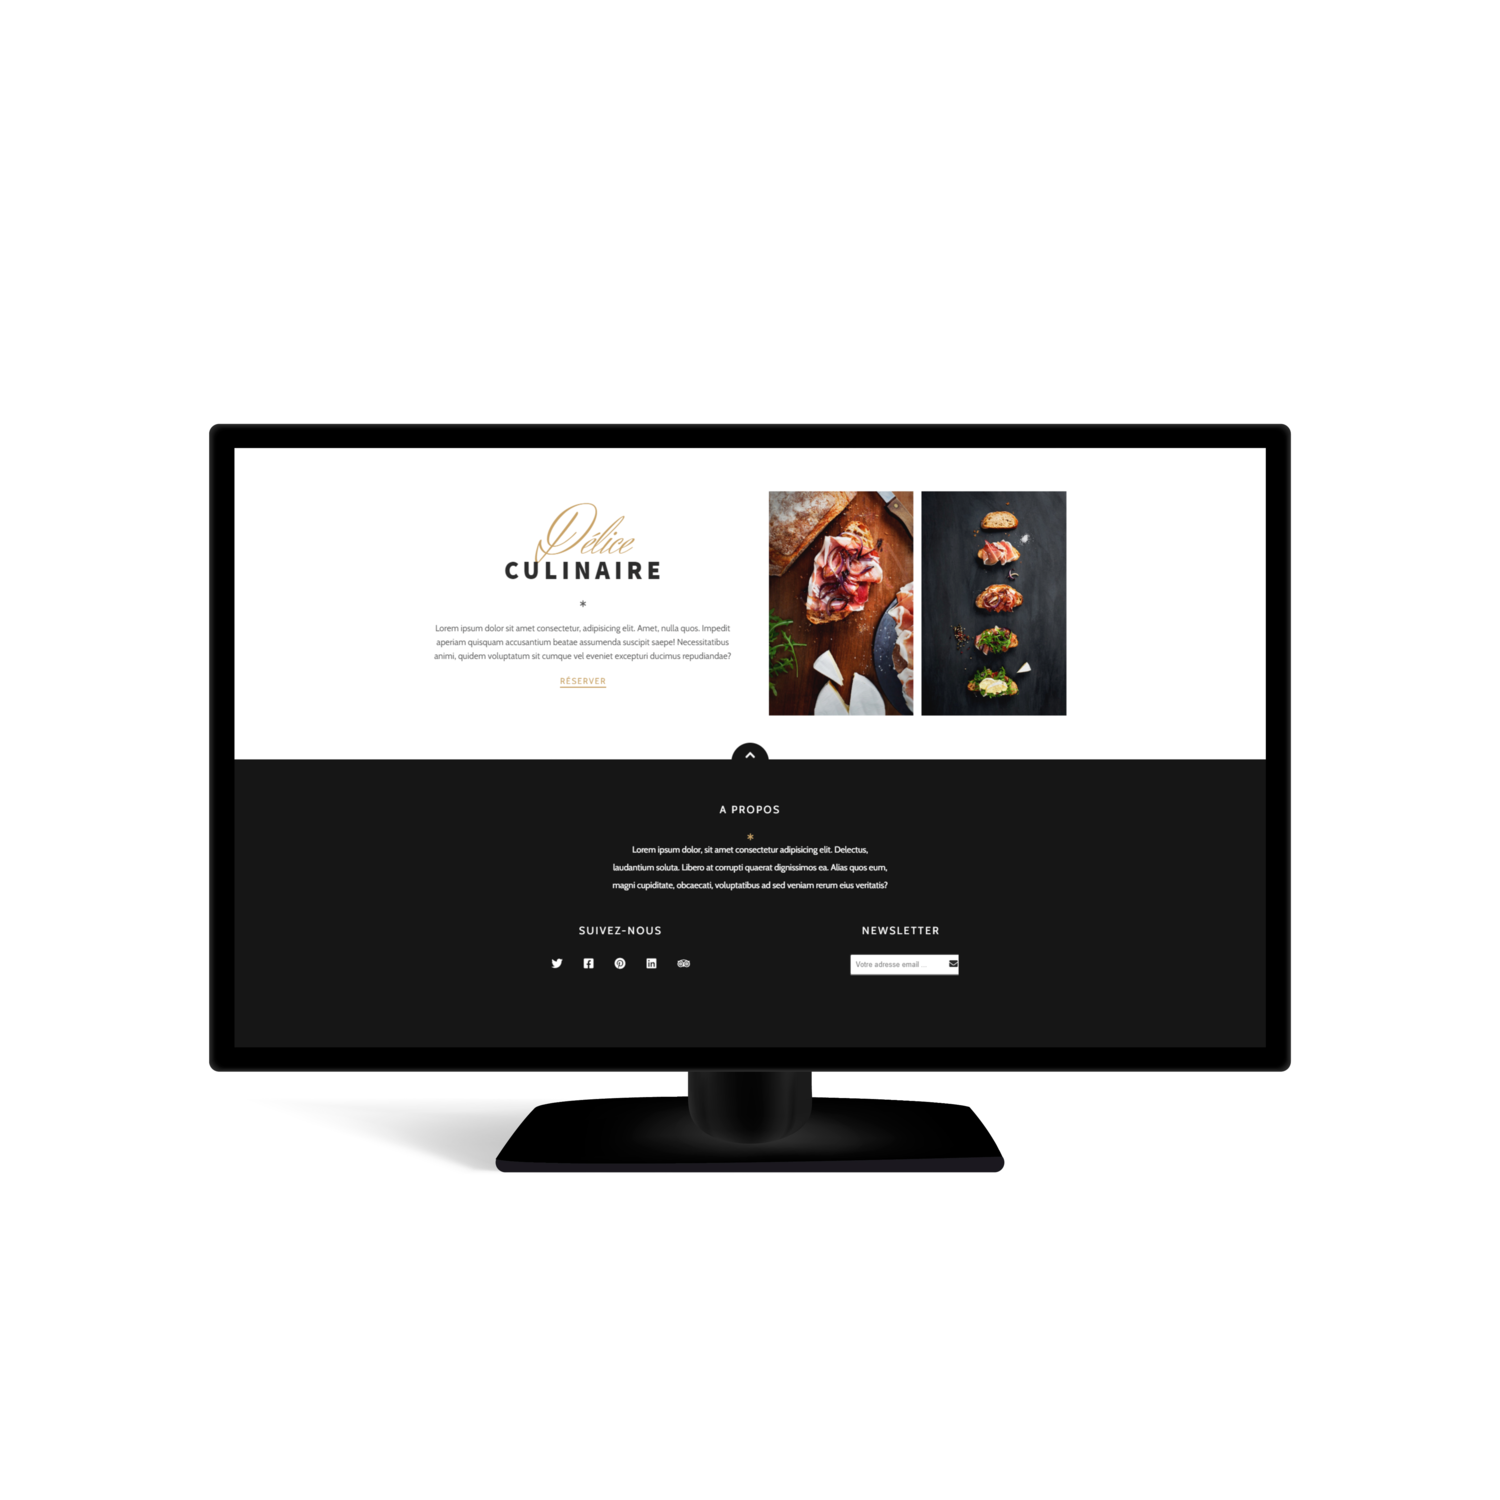 Délice
CULINAIRE
*
Lorem ipsum dolor sit amet consectetur, adipisicing elit. Amet, nulla quos. Impedit
aperiam quisquam accusantium beatae assumenda suscipit saepe! Necessitatibus
animi, quidem voluptatum sit cumque vel eveniet excepturi ducimus repudiandae?
RÉSERVER
A PROPOS
*
Lorem ipsum dolor, sit amet consectetur adipisicing elit. Delectus,
laudantium soluta. Libero at corrupti quaerat dignissimos ea. Alias quos eum,
magni cupiditate, obcaecati, voluptatibus ad sed veniam rerum eius veritatis?
SUIVEZ-NOUS
NEWSLETTER
Votre adresse email ...